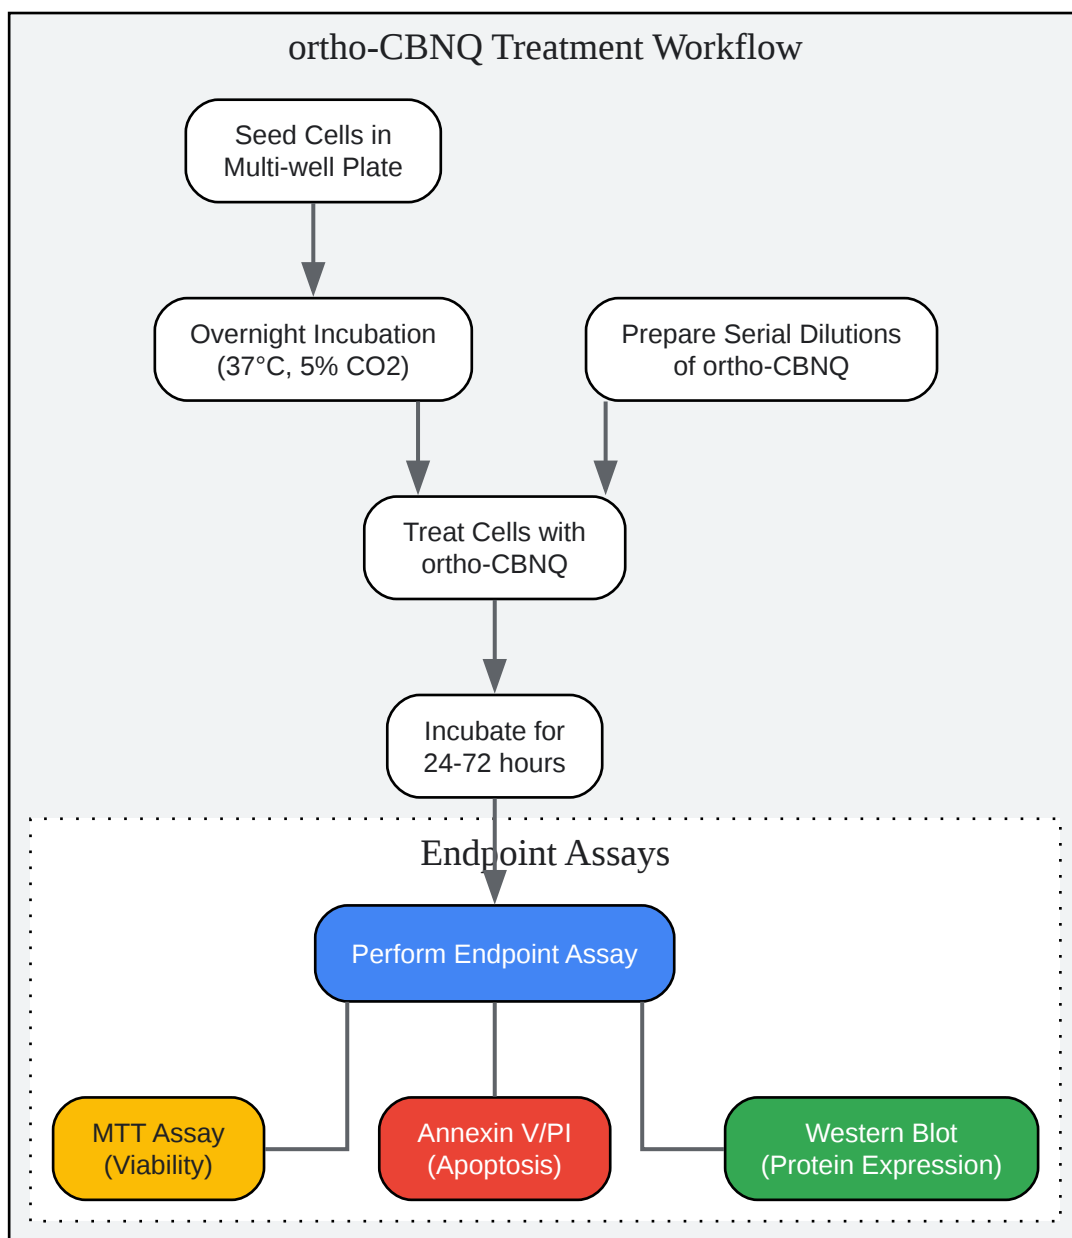 ortho-CBNQ Treatment Workflow
Seed Cells in
Multi-well Plate
Overnight Incubation
(37°C, 5% CO2)
Prepare Serial Dilutions
of ortho-CBNQ
Treat Cells with
ortho-CBNQ
Incubate for
24-72 hours
Endpoint Assays
Perform Endpoint Assay
MTT Assay
(Viability)
Annexin V/PI
(Apoptosis)
Western Blot
(Protein Expression)